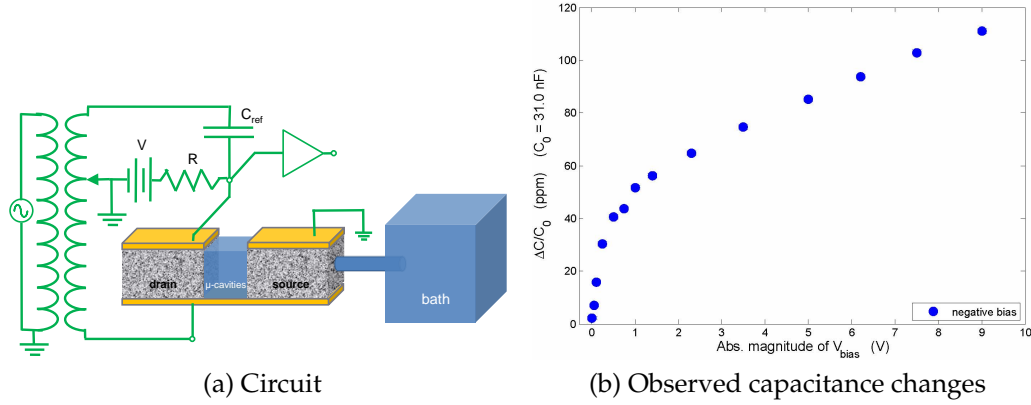 C_ref
V
R
drain
μ-cavities
source
bath
(a) Circuit
120
100
80
60
40
20
0
ΔC/C_0 (ppm) (C_0 = 31.0 nF)
0 1 2 3 4 5 6 7 8 9 10
Abs. magnitude of V_bias (V)
negative bias
(b) Observed capacitance changes